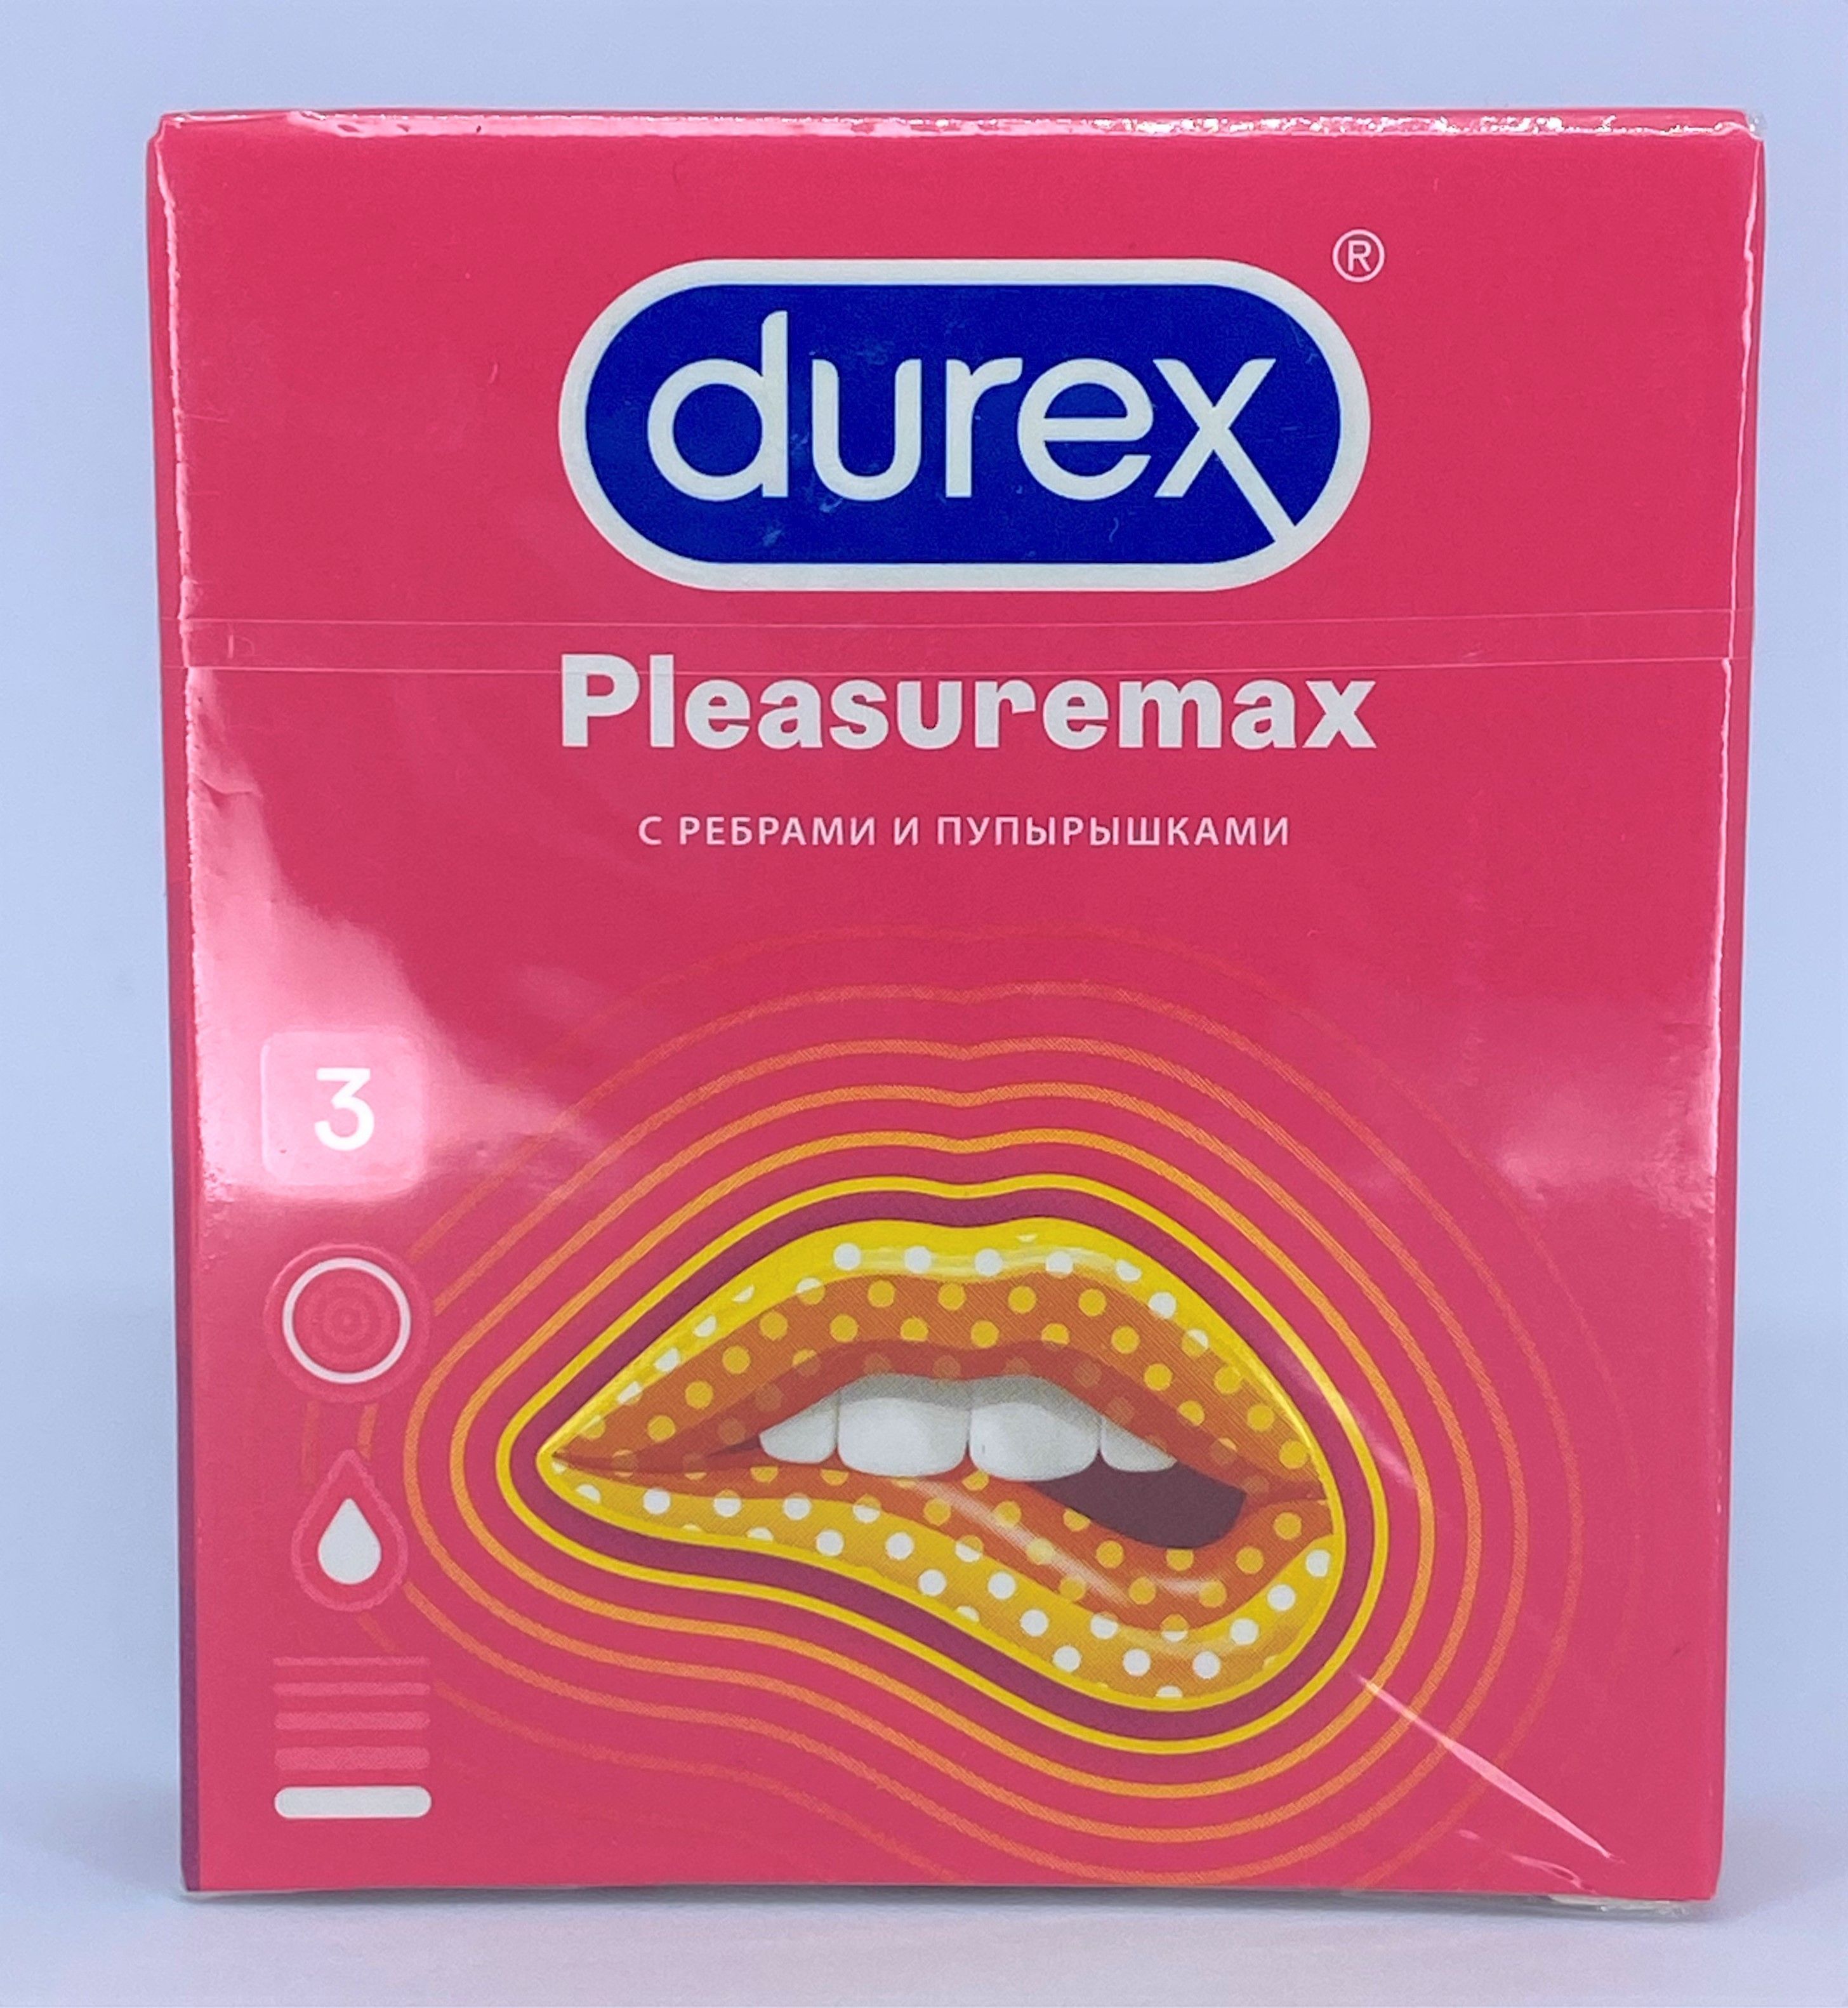 durex®
Pleasuremax
С РЕБРАМИ И ПУПЫРЫШКАМИ
3